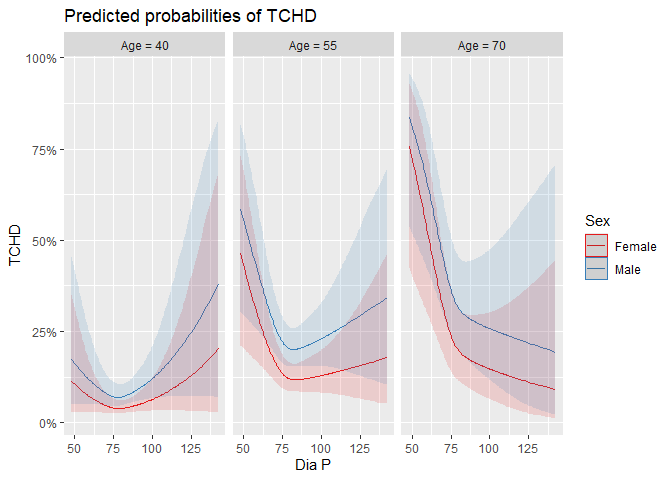 Predicted probabilities of TCHD
Age = 40
Age = 55
Age = 70
100%
75%
50%
25%
0%
TCHD
50
75
100
125
50
75
100
125
50
75
100
125
Dia P
Sex
Female
Male